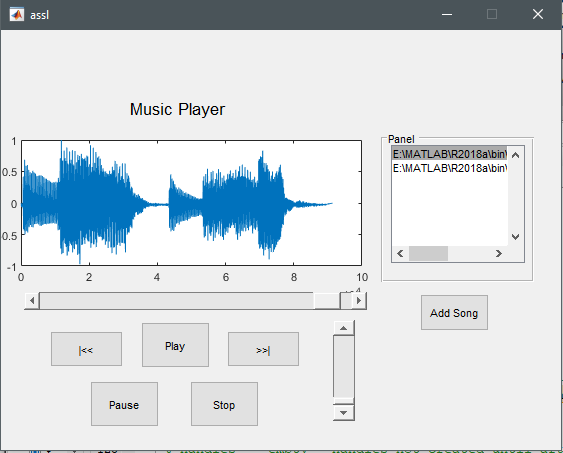 assl
Music Player
Panel
1
0.5
0
-0.5
-1
0 2 4 6 8 10
E:\MATLAB\R2018a\bin\
E:\MATLAB\R2018a\bin\
Add Song
|<<
Play
>>|
Pause
Stop